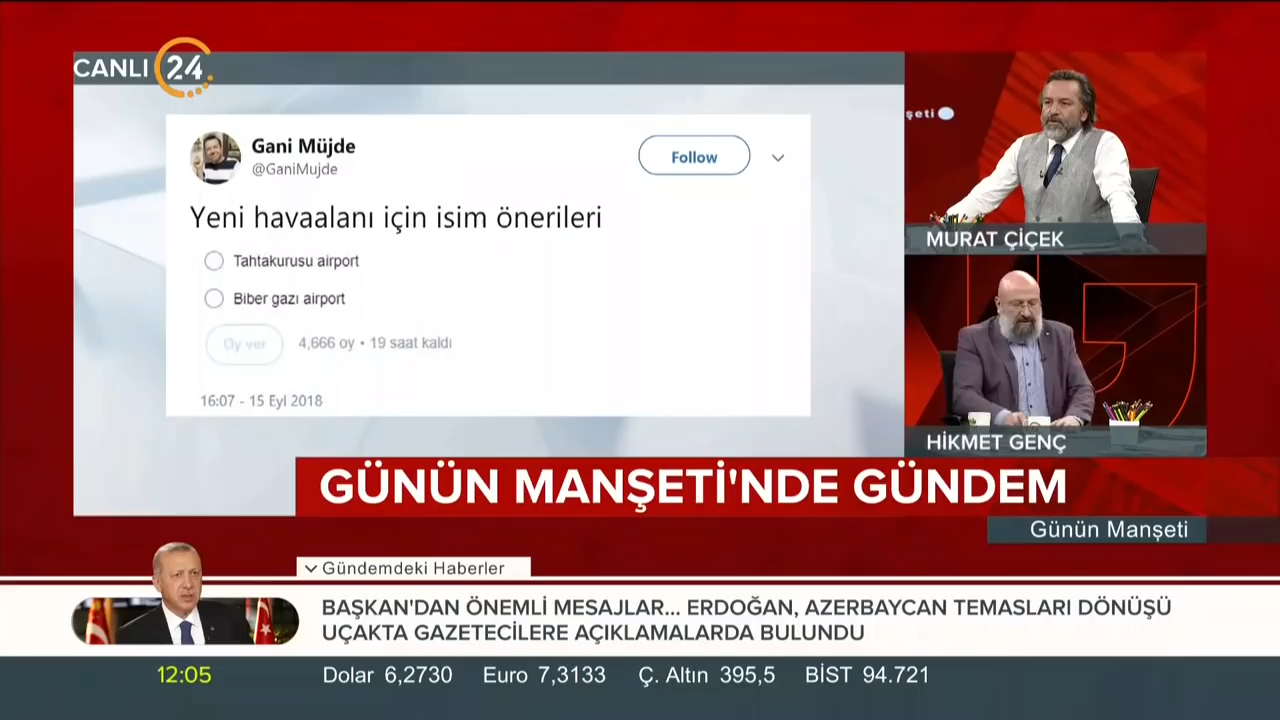 CANLI 24
Gani Müjde
@GaniMujde
Follow
Yeni havaalanı için isim önerileri
Tahtakurusu airport
Biber gazı airport
Oy ver
4,666 oy • 19 saat kaldı
16:07 - 15 Eyl 2018
şeti
MURAT ÇİÇEK
HİKMET GENÇ
GÜNÜN MANŞETİ'NDE GÜNDEM
Günün Manşeti
Gündemdeki Haberler
BAŞKAN'DAN ÖNEMLİ MESAJLAR... ERDOĞAN, AZERBAYCAN TEMASLARI DÖNÜŞÜ
UÇAKTA GAZETECİLERE AÇIKLAMALARDA BULUNDU
12:05
Dolar 6,2730 Euro 7,3133 Ç. Altın 395,5 BİST 94.721